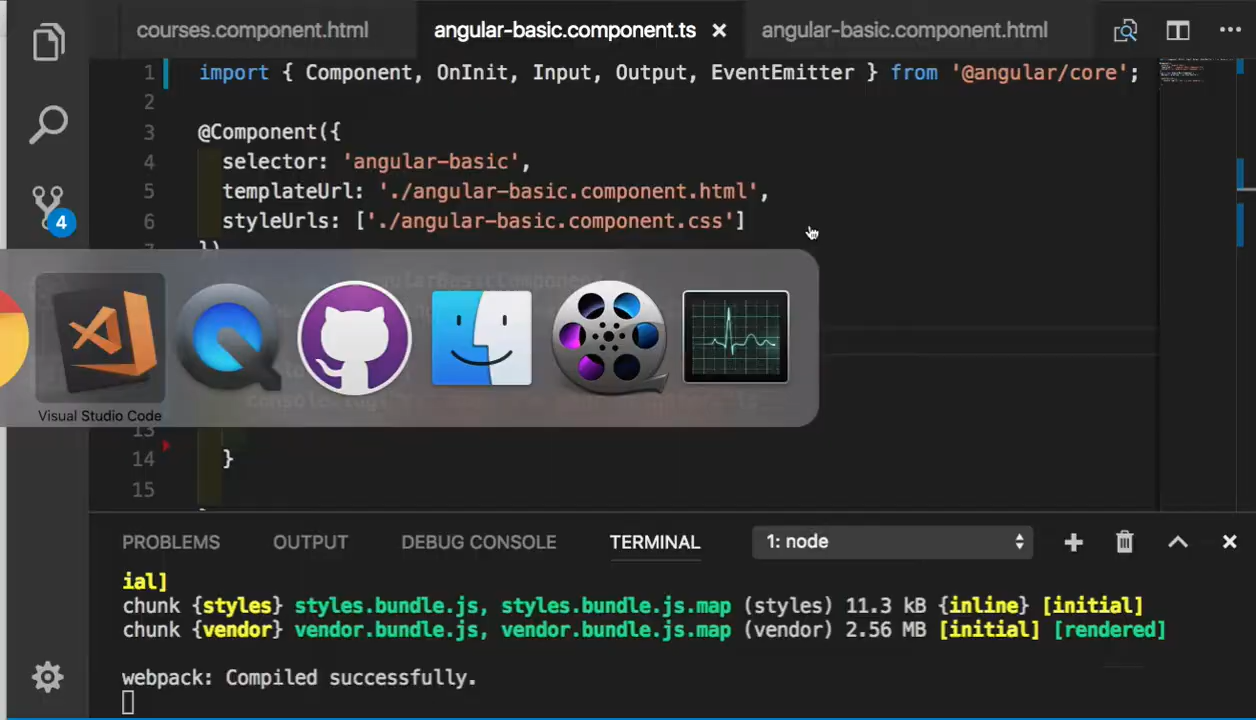 courses.component.html
angular-basic.component.ts
angular-basic.component.html
1 import { Component, OnInit, Input, Output, EventEmitter } from '@angular/core';
2
3 @Component({
4 selector: 'angular-basic',
5 templateUrl: './angular-basic.component.html',
6 styleUrls: ['./angular-basic.component.css']
})
4
Visual Studio Code
13
14 }
15
PROBLEMS
OUTPUT
DEBUG CONSOLE
TERMINAL
1: node
ial]
chunk {styles} styles.bundle.js, styles.bundle.js.map (styles) 11.3 kB {inline} [initial]
chunk {vendor} vendor.bundle.js, vendor.bundle.js.map (vendor) 2.56 MB [initial] [rendered]
webpack: Compiled successfully.